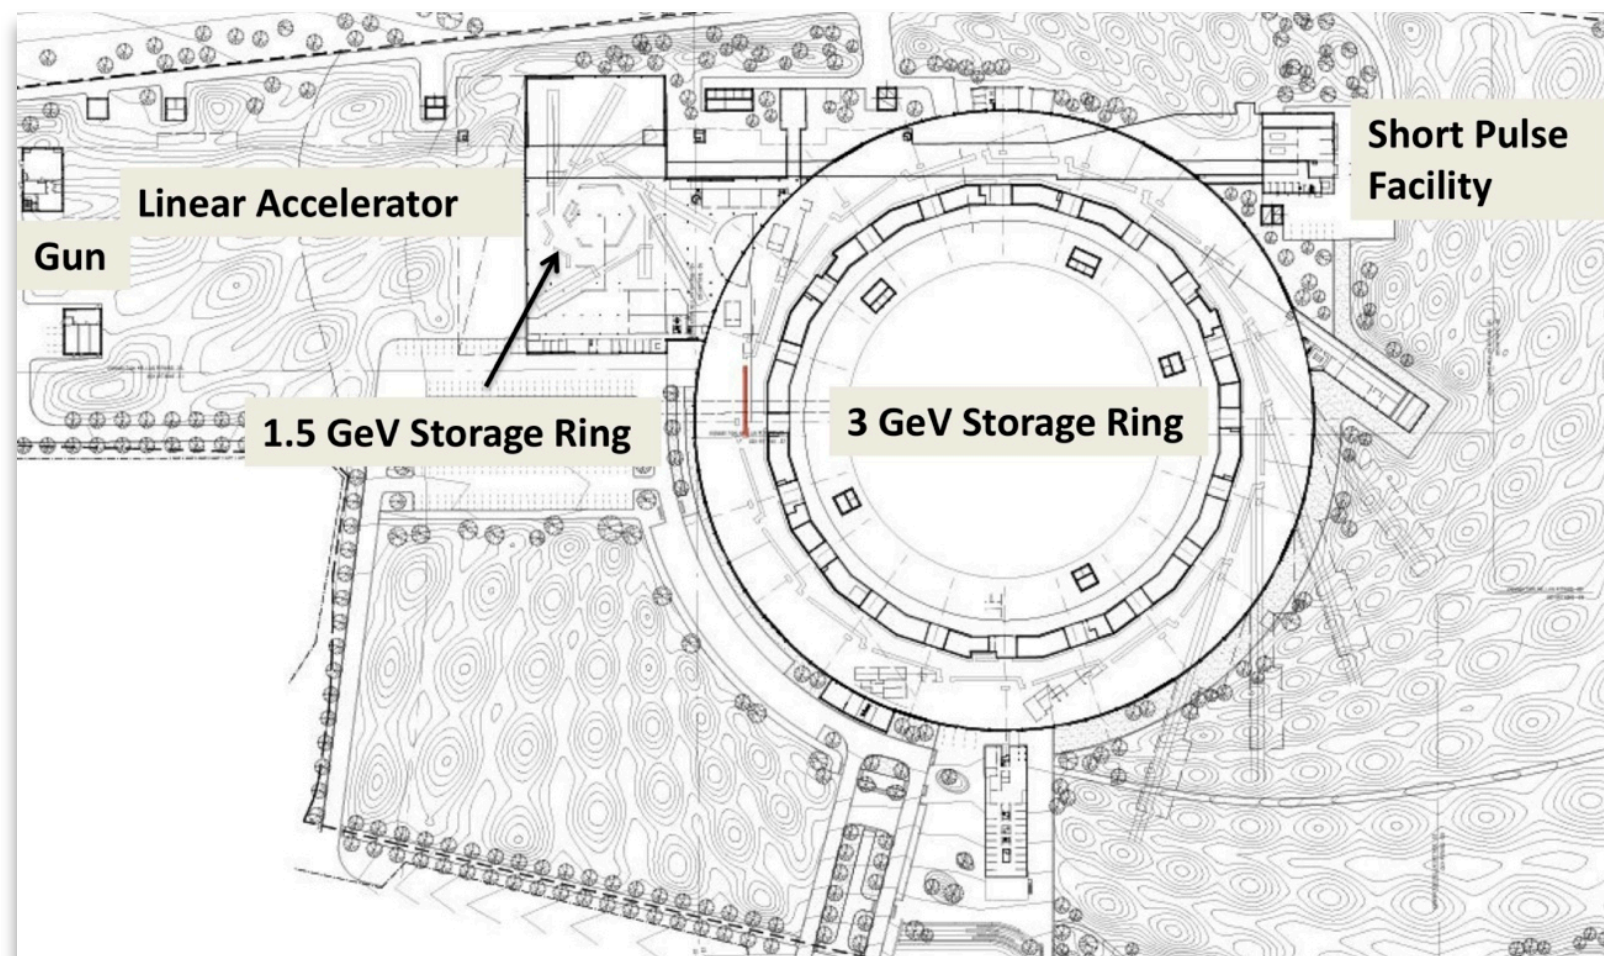 Short Pulse
Facility
Linear Accelerator
Gun
1.5 GeV Storage Ring
3 GeV Storage Ring